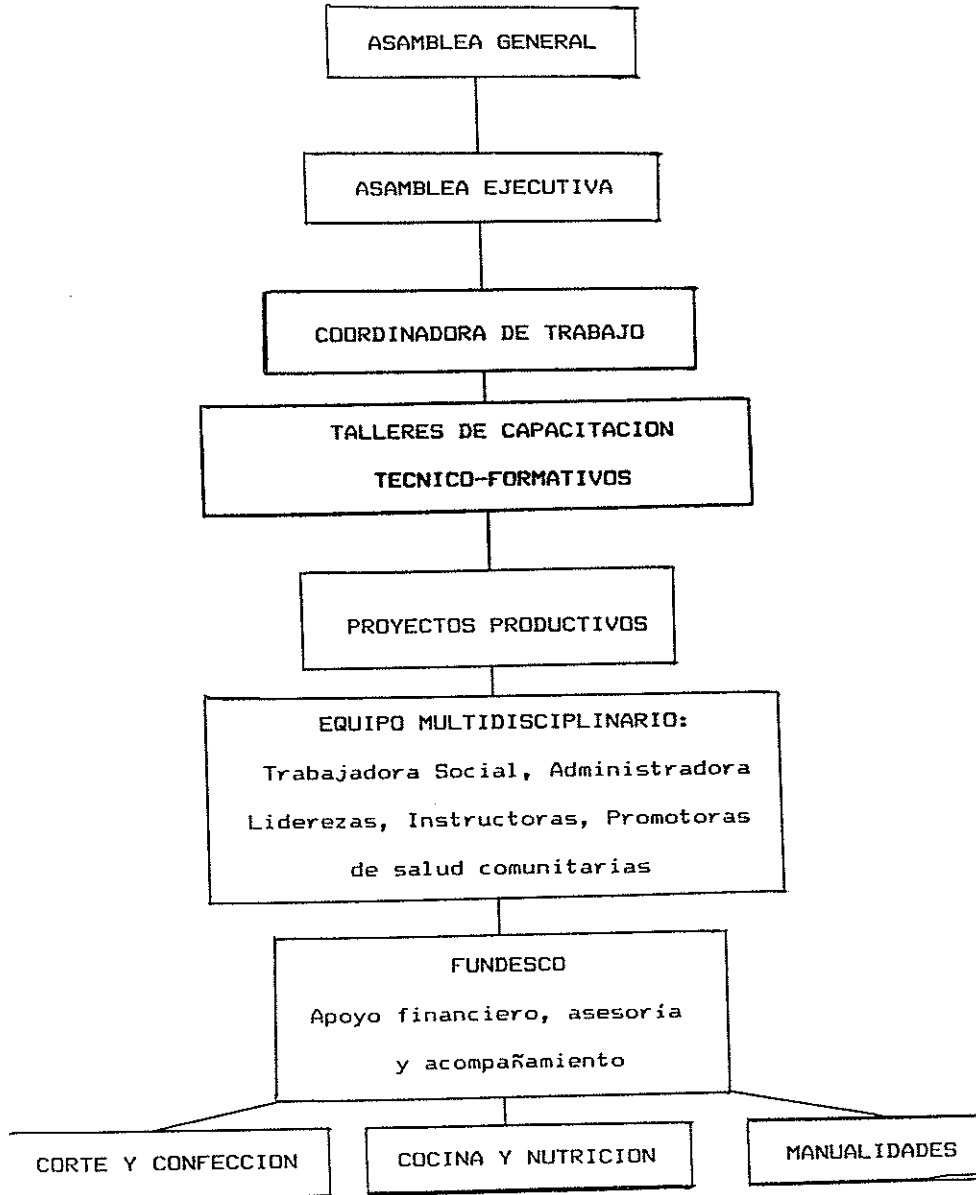 ASAMBLEA GENERAL
ASAMBLEA EJECUTIVA
COORDINADORA DE TRABAJO
TALLERES DE CAPACITACION
TECNICO-FORMATIVOS
PROYECTOS PRODUCTIVOS
EQUIPO MULTIDISCIPLINARIO:
Trabajadora Social, Administradora
Liderezas, Instructoras, Promotoras
de salud comunitarias
FUNDESCO
Apoyo financiero, asesoría
y acompañamiento
CORTE Y CONFECCION
COCINA Y NUTRICION
MANUALIDADES